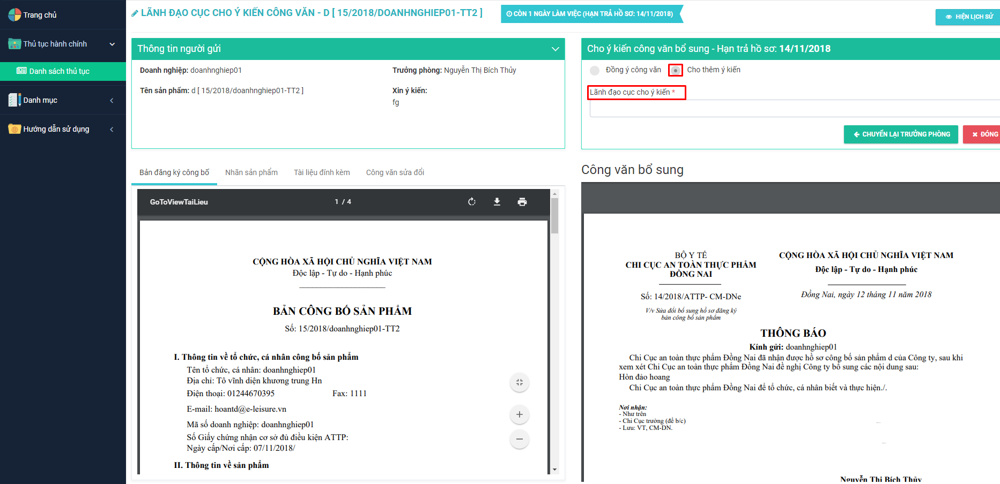 Trang chủ
Thủ tục hành chính
Danh sách thủ tục
Danh mục
Hướng dẫn sử dụng
LÃNH ĐẠO CỤC CHO Ý KIẾN CÔNG VĂN - D [ 15/2018/DOANHNGHIEP01-TT2 ]
CÒN 1 NGÀY LÀM VIỆC (HẠN TRẢ HỒ SƠ: 14/11/2018)
HIỆN LỊCH SỬ
Thông tin người gửi
Doanh nghiệp: doanhnghiep01
Trưởng phòng: Nguyễn Thị Bích Thủy
Tên sản phẩm: d [ 15/2018/doanhnghiep01-TT2 ]
Xin ý kiến:
fg
Cho ý kiến công văn bổ sung - Hạn trả hồ sơ: 14/11/2018
Đồng ý công văn
Cho thêm ý kiến
Lãnh đạo cục cho ý kiến *
CHUYỂN LẠI TRƯỞNG PHÒNG
ĐÓNG
Bản đăng ký công bố
Nhãn sản phẩm
Tài liệu đính kèm
Công văn sửa đổi
GoToViewTaiLieu
1 / 4
CỘNG HÒA XÃ HỘI CHỦ NGHĨA VIỆT NAM
Độc lập - Tự do - Hạnh phúc
BẢN CÔNG BỐ SẢN PHẨM
Số: 15/2018/doanhnghiep01-TT2
I. Thông tin về tổ chức, cá nhân công bố sản phẩm
Tên tổ chức, cá nhân: doanhnghiep01
Địa chỉ: Tô vĩnh diện khương trung Hn
Điện thoại: 01244670395
Fax: 1111
E-mail: hoantd@e-leisure.vn
Mã số doanh nghiệp: doanhnghiep01
Số Giấy chứng nhận cơ sở đủ điều kiện ATTP:
Ngày cấp/Nơi cấp: 07/11/2018/
II. Thông tin về sản phẩm
Công văn bổ sung
BỘ Y TẾ
CHI CỤC AN TOÀN THỰC PHẨM
ĐỒNG NAI
CỘNG HÒA XÃ HỘI CHỦ NGHĨA VIỆT NAM
Độc lập - Tự do - Hạnh phúc
Số: 14/2018/ATTP- CM-DNe
Đồng Nai, ngày 12 tháng 11 năm 2018
V/v Sửa đổi bổ sung hồ sơ đăng ký
bản công bố sản phẩm
THÔNG BÁO
Kính gửi: doanhnghiep01
Chi Cục an toàn thực phẩm Đồng Nai đã nhận được hồ sơ công bố sản phẩm d của Công ty, sau khi
xem xét Chi Cục an toàn thực phẩm Đồng Nai đề nghị Công ty bổ sung các nội dung sau:
Hòn đảo hoang
Chi Cục an toàn thực phẩm Đồng Nai để tổ chức, cá nhân biết và thực hiện./.
Nơi nhận:
- Như trên
- Chi Cục trưởng (để b/c)
- Lưu: VT, CM-DN.
Nguyễn Thị Bích Thủy